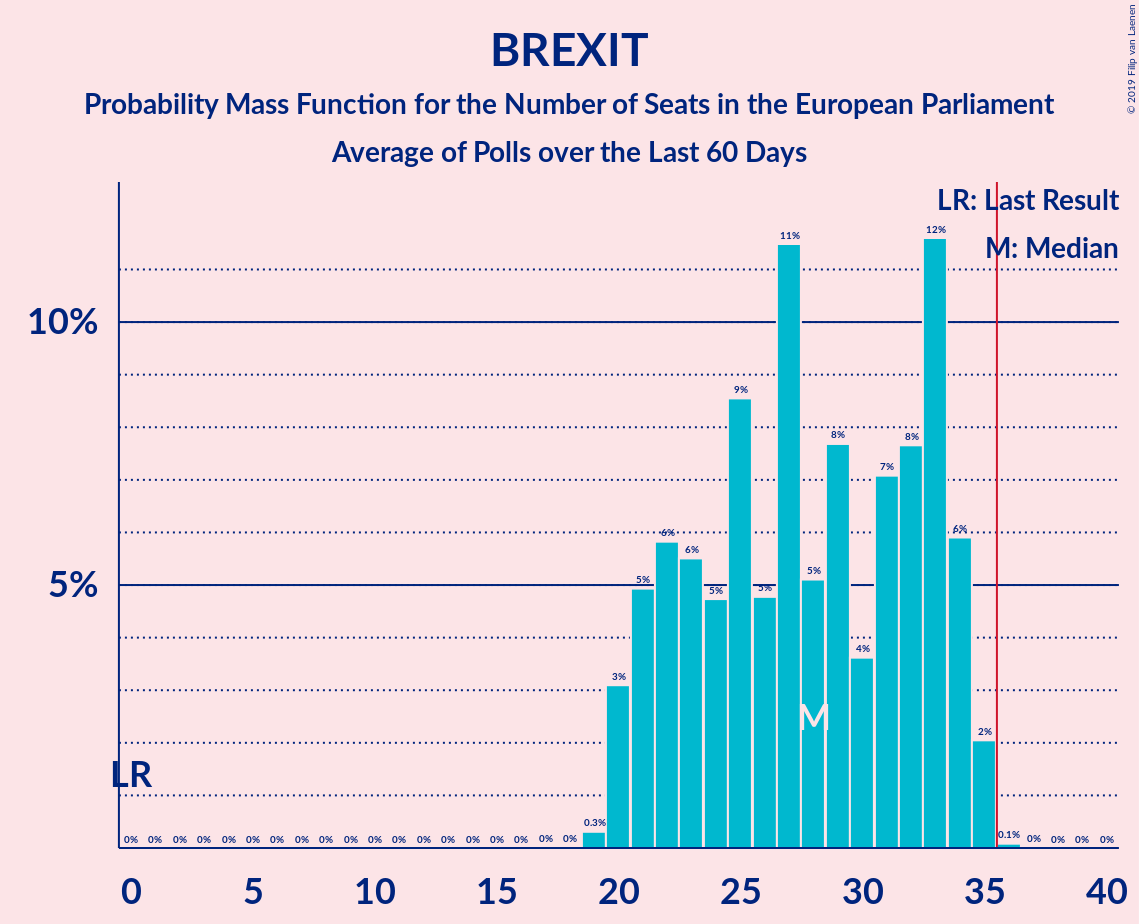 BREXIT
Probability Mass Function for the Number of Seats in the European Parliament
Average of Polls over the Last 60 Days
© 2019 Filip van Laenen
LR: Last Result
M: Median
10%
5%
12%
11%
9%
8%
8%
7%
6%
6%
6%
5%
5%
5%
5%
4%
3%
2%
M
LR
0% 0% 0% 0% 0% 0% 0% 0% 0% 0% 0% 0% 0% 0% 0% 0% 0% 0% 0% 0.3% 0.1% 0% 0% 0% 0%
0 5 10 15 20 25 30 35 40